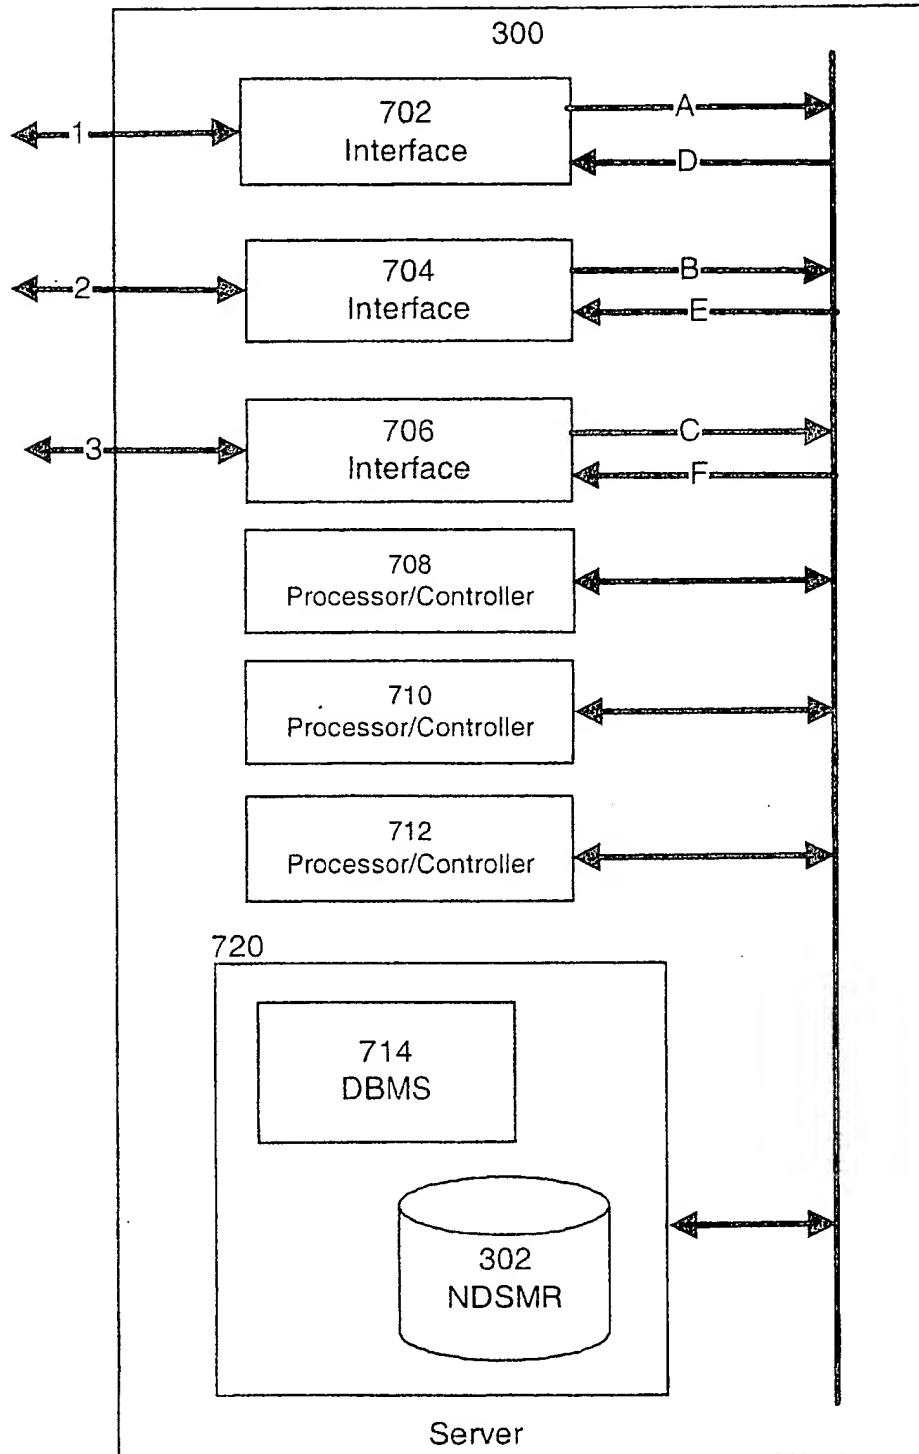 300
702
Interface
1
A
D
704
Interface
2
B
E
706
Interface
3
C
F
708
Processor/Controller
710
Processor/Controller
712
Processor/Controller
720
714
DBMS
302
NDSMR
Server